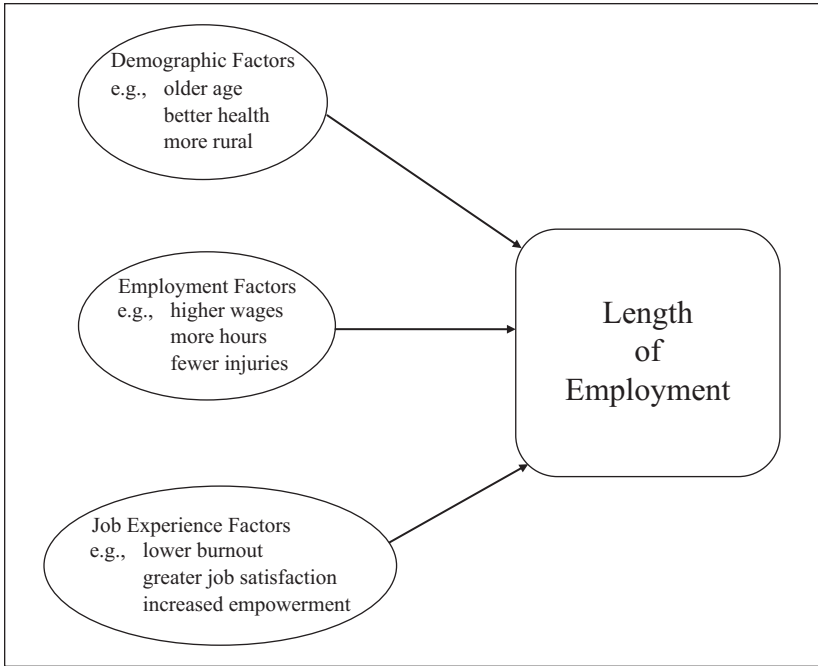 Demographic Factors
e.g., older age
better health
more rural
Employment Factors
e.g., higher wages
more hours
fewer injuries
Job Experience Factors
e.g., lower burnout
greater job satisfaction
increased empowerment
Length
of
Employment